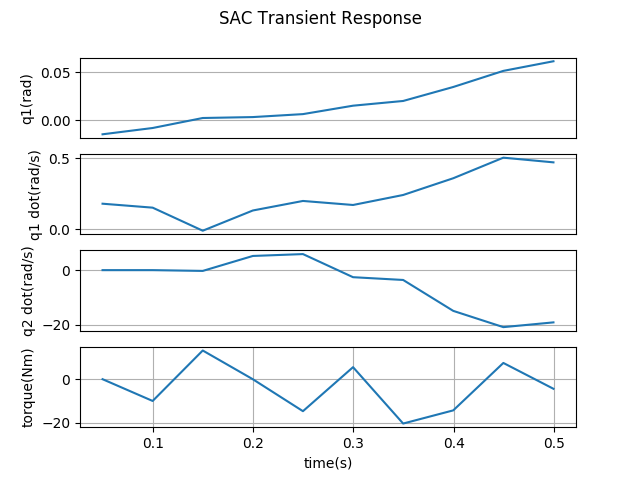 SAC Transient Response
q1(rad)
0.05
0.00
q1 dot(rad/s)
0.5
0.0
q2 dot(rad/s)
0
−20
torque(Nm)
0
−20
0.1 0.2 0.3 0.4 0.5
time(s)